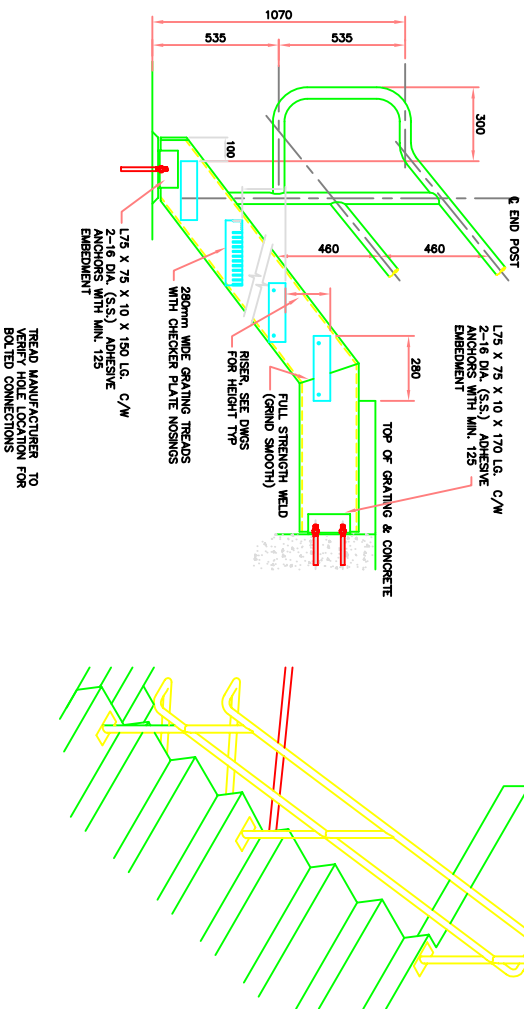 1070
535
535
300
100
℄ END POST
460
460
280
L75 X 75 X 10 X 170 LG. C/W
2-16 DIA. (S.S.) ADHESIVE
ANCHORS WITH MIN. 125
EMBEDMENT
TOP OF GRATING & CONCRETE
FULL STRENGTH WELD
(GRIND SMOOTH)
RISER, SEE DWGS
FOR HEIGHT TYP
280mm WIDE GRATING TREADS
WITH CHECKER PLATE NOSINGS
L75 X 75 X 10 X 150 LG. C/W
2-16 DIA. (S.S.) ADHESIVE
ANCHORS WITH MIN. 125
EMBEDMENT
TREAD MANUFACTURER TO
VERIFY HOLE LOCATION FOR
BOLTED CONNECTIONS